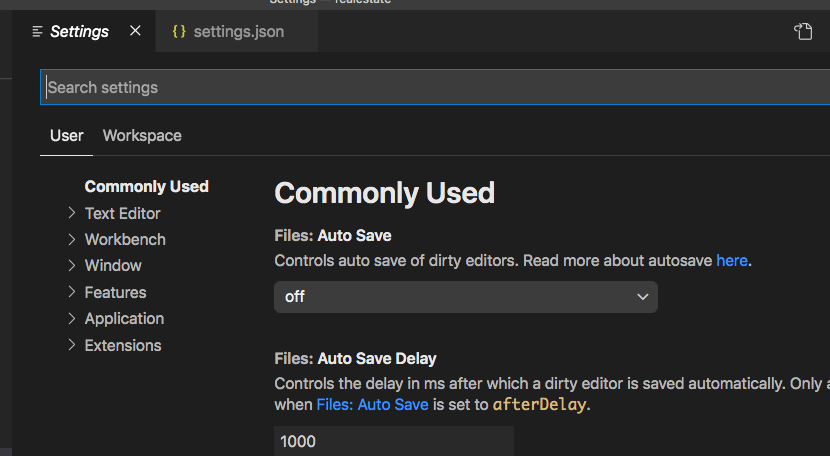 Settings — realestate
Settings
settings.json
Search settings
User Workspace
Commonly Used
Text Editor
Workbench
Window
Features
Application
Extensions
Commonly Used
Files: Auto Save
Controls auto save of dirty editors. Read more about autosave here.
off
Files: Auto Save Delay
Controls the delay in ms after which a dirty editor is saved automatically. Only
when Files: Auto Save is set to afterDelay.
1000